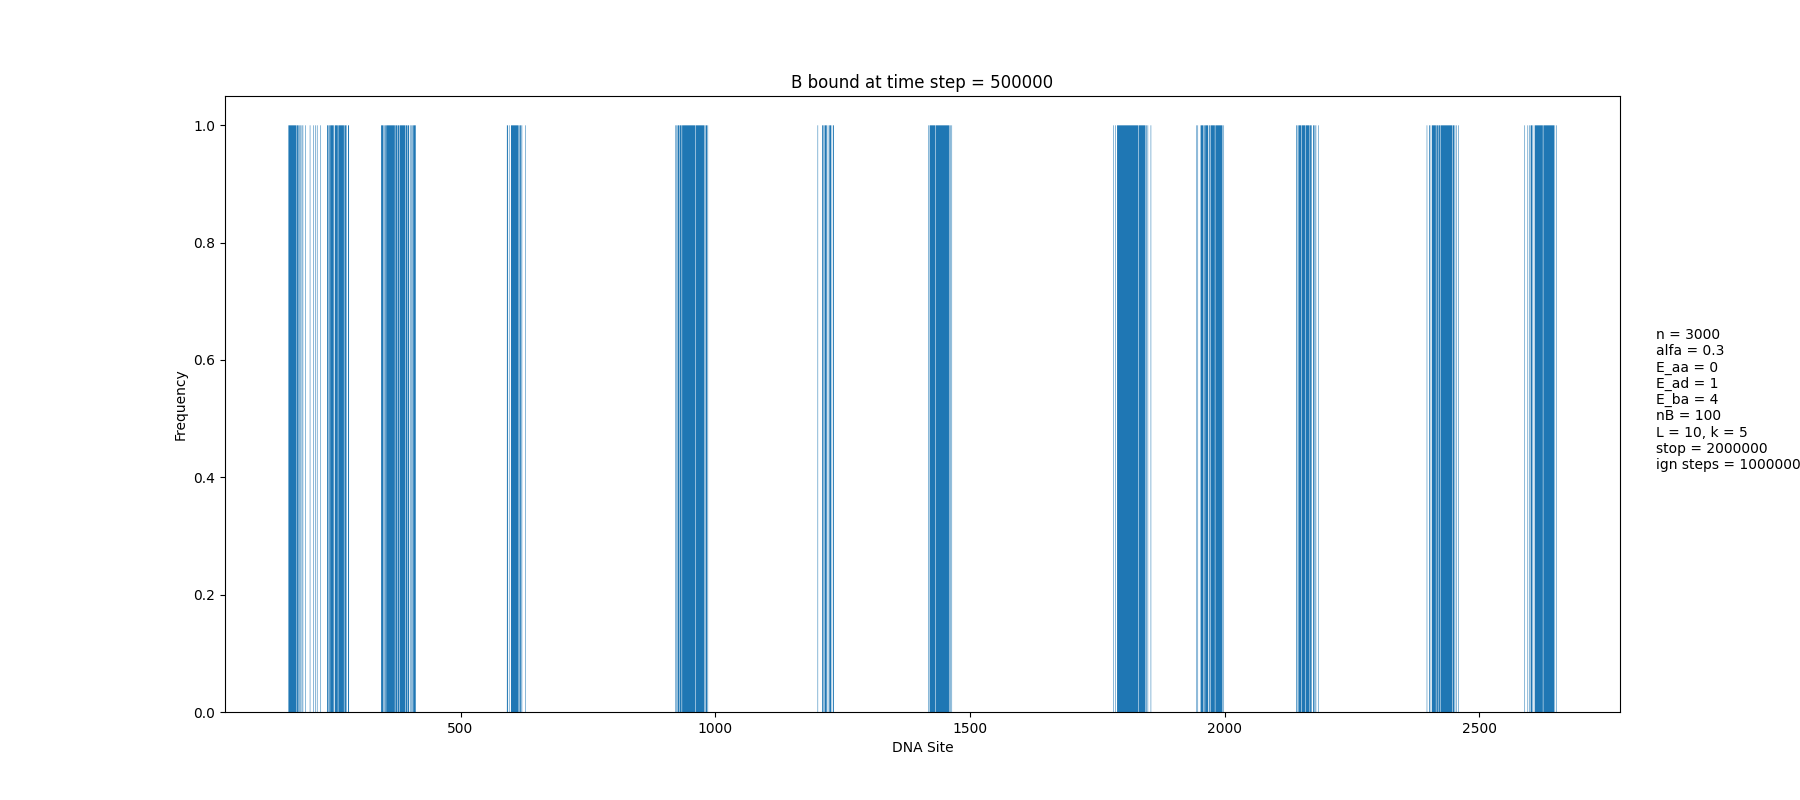 B bound at time step = 500000
1.0
0.8
0.6
0.4
0.2
0.0
Frequency
500
1000
1500
2000
2500
DNA Site
n = 3000
alfa = 0.3
E_aa = 0
E_ad = 1
E_ba = 4
nB = 100
L = 10, k = 5
stop = 2000000
ign steps = 1000000